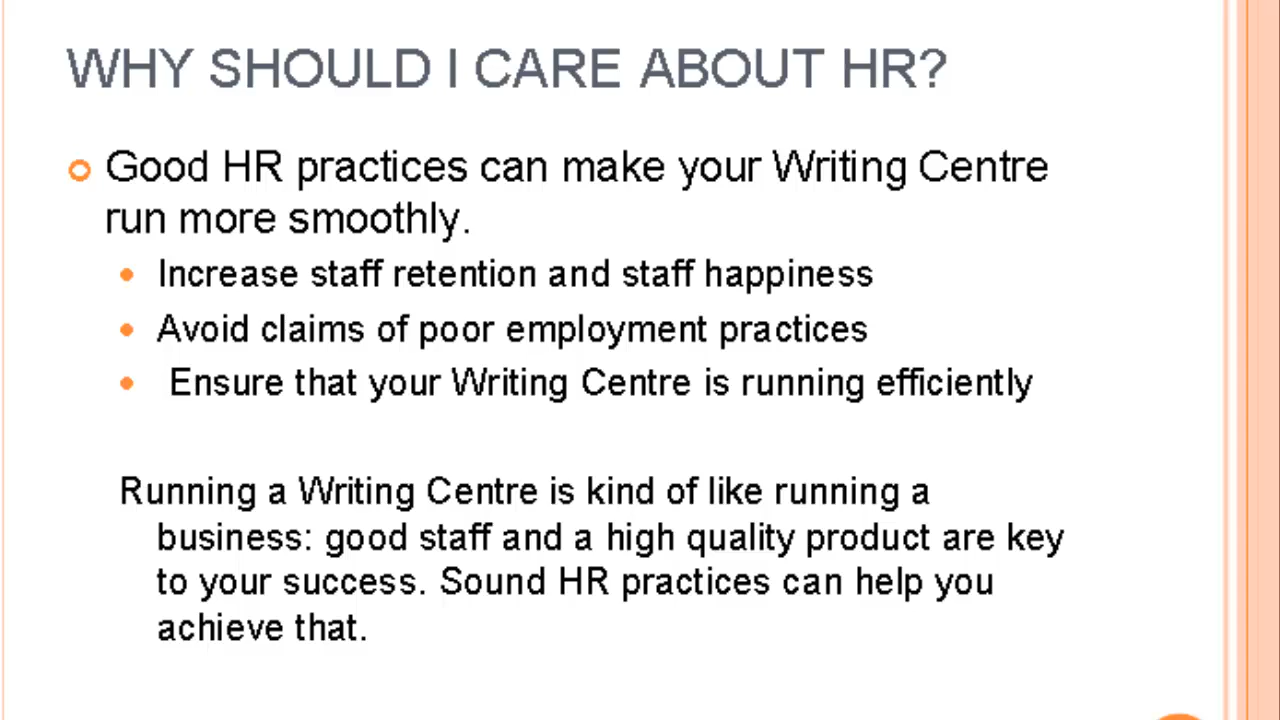 WHY SHOULD I CARE ABOUT HR?
Good HR practices can make your Writing Centre
run more smoothly.
Increase staff retention and staff happiness
Avoid claims of poor employment practices
Ensure that your Writing Centre is running efficiently
Running a Writing Centre is kind of like running a
business: good staff and a high quality product are key
to your success. Sound HR practices can help you
achieve that.